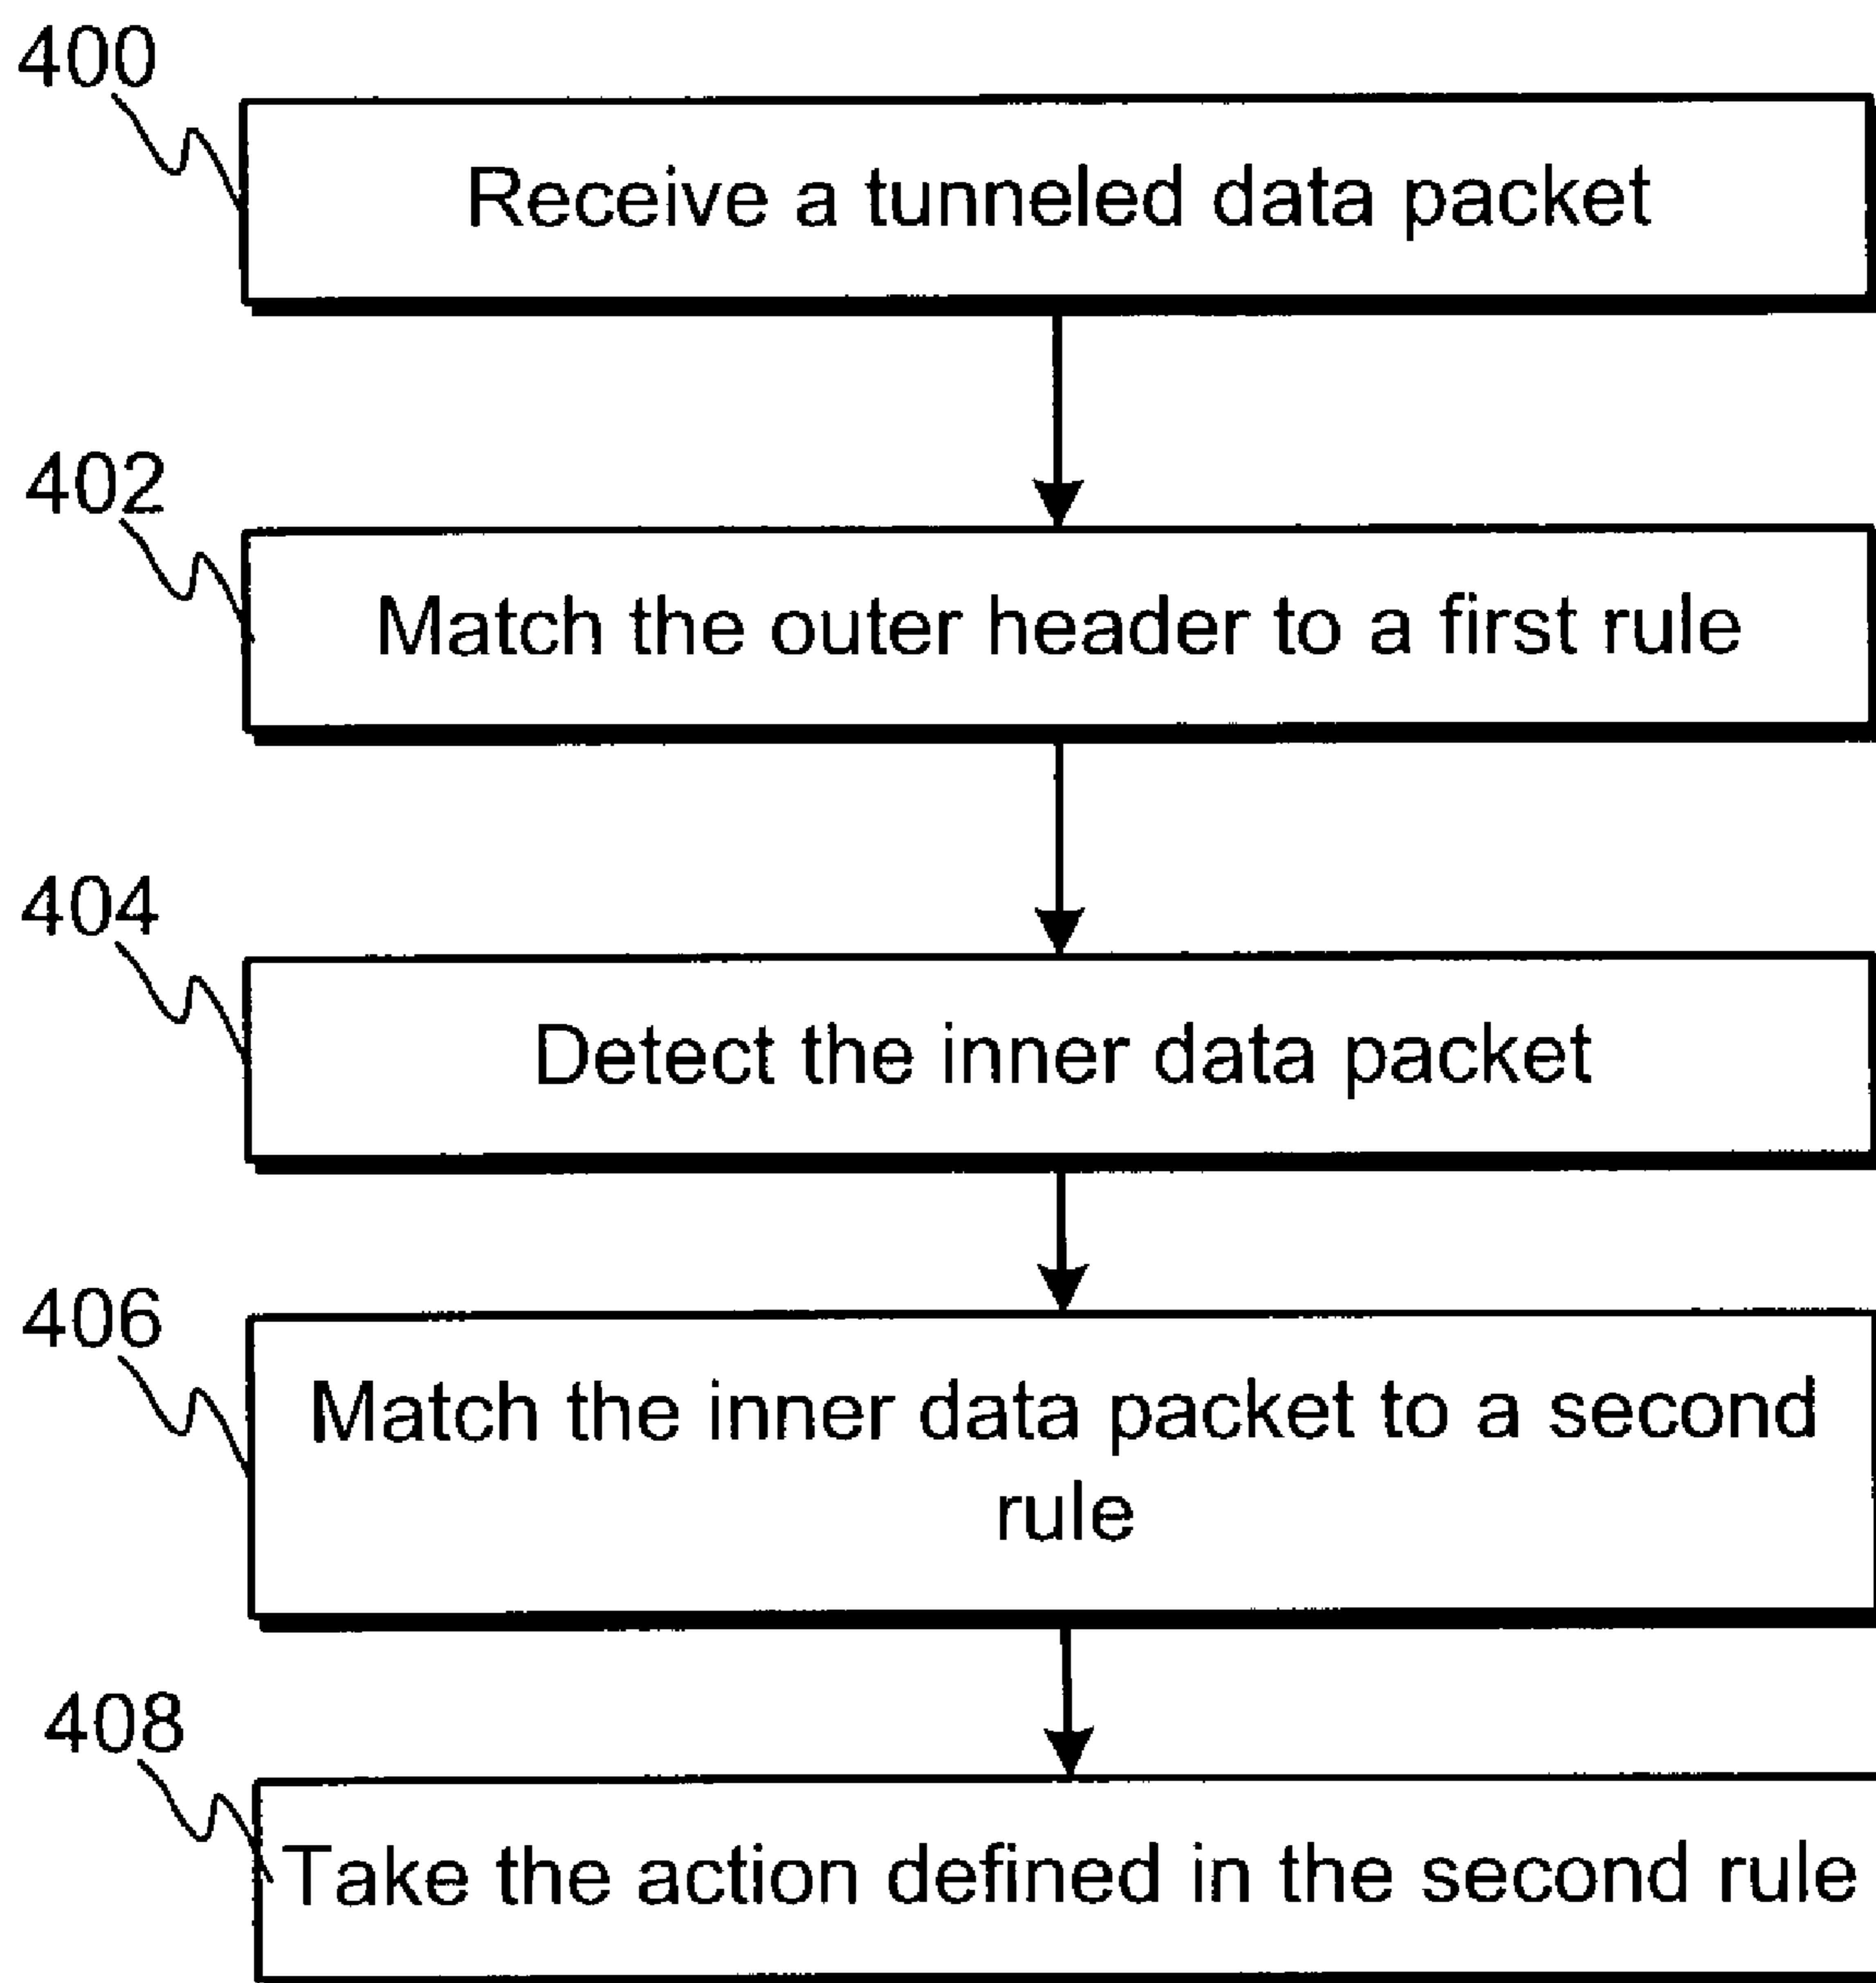 400
Receive a tunneled data packet
402
Match the outer header to a first rule
404
Detect the inner data packet
406
Match the inner data packet to a second
rule
408
Take the action defined in the second rule